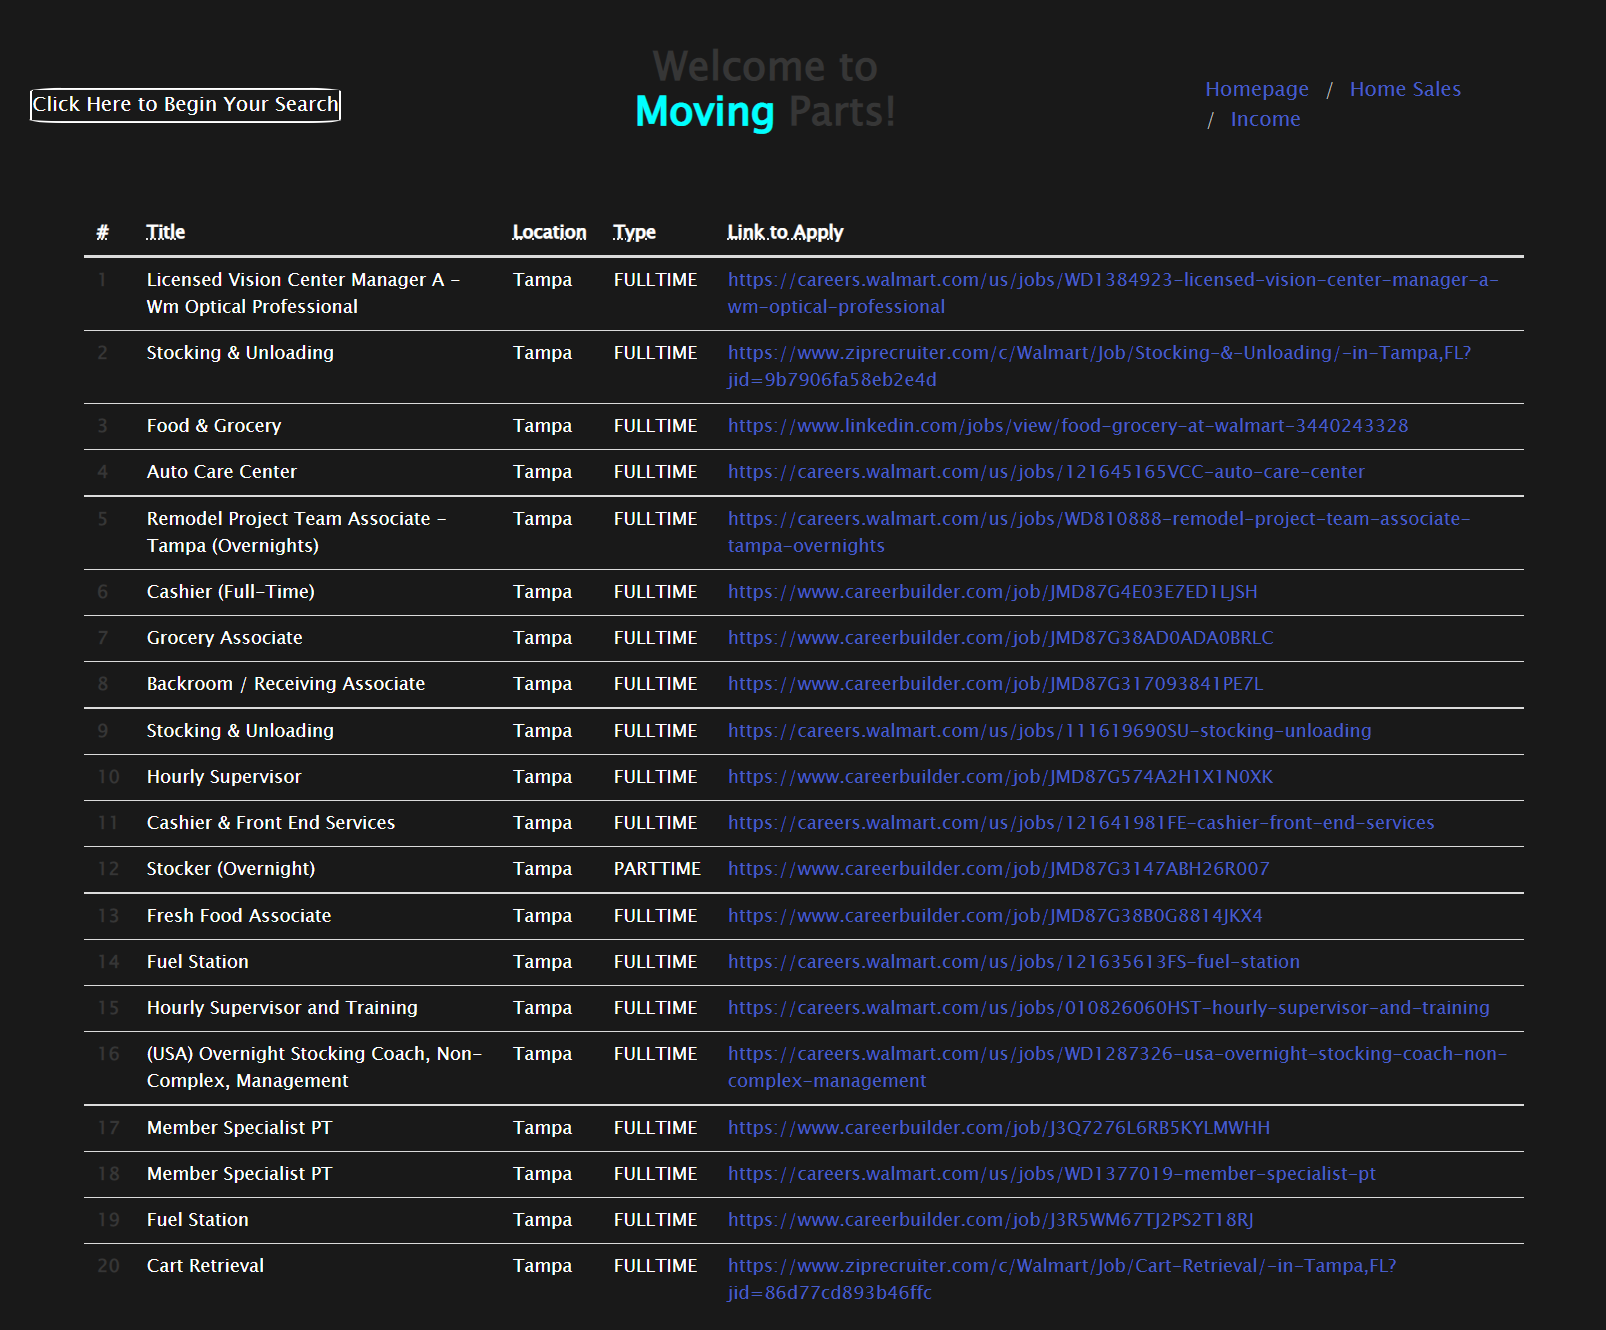 Click Here to Begin Your Search
Welcome to
Moving Parts!
Homepage / Home Sales
/ Income
# Title Location Type Link to Apply
1 Licensed Vision Center Manager A - Tampa FULLTIME https://careers.walmart.com/us/jobs/WD1384923-licensed-vision-center-manager-a-
Wm Optical Professional wm-optical-professional
2 Stocking & Unloading Tampa FULLTIME https://www.ziprecruiter.com/c/Walmart/Job/Stocking-&-Unloading/-in-Tampa,FL?
jid=9b7906fa58eb2e4d
3 Food & Grocery Tampa FULLTIME https://www.linkedin.com/jobs/view/food-grocery-at-walmart-3440243328
4 Auto Care Center Tampa FULLTIME https://careers.walmart.com/us/jobs/121645165VCC-auto-care-center
5 Remodel Project Team Associate - Tampa FULLTIME https://careers.walmart.com/us/jobs/WD810888-remodel-project-team-associate-
Tampa (Overnights) tampa-overnights
6 Cashier (Full-Time) Tampa FULLTIME https://www.careerbuilder.com/job/JMD87G4E03E7ED1LJSH
7 Grocery Associate Tampa FULLTIME https://www.careerbuilder.com/job/JMD87G38AD0ADA0BRLC
8 Backroom / Receiving Associate Tampa FULLTIME https://www.careerbuilder.com/job/JMD87G317093841PE7L
9 Stocking & Unloading Tampa FULLTIME https://careers.walmart.com/us/jobs/111619690SU-stocking-unloading
10 Hourly Supervisor Tampa FULLTIME https://www.careerbuilder.com/job/JMD87G574A2H1X1N0XK
11 Cashier & Front End Services Tampa FULLTIME https://careers.walmart.com/us/jobs/121641981FE-cashier-front-end-services
12 Stocker (Overnight) Tampa PARTTIME https://www.careerbuilder.com/job/JMD87G3147ABH26R007
13 Fresh Food Associate Tampa FULLTIME https://www.careerbuilder.com/job/JMD87G38B0G8814JKX4
14 Fuel Station Tampa FULLTIME https://careers.walmart.com/us/jobs/121635613FS-fuel-station
15 Hourly Supervisor and Training Tampa FULLTIME https://careers.walmart.com/us/jobs/010826060HST-hourly-supervisor-and-training
16 (USA) Overnight Stocking Coach, Non- Tampa FULLTIME https://careers.walmart.com/us/jobs/WD1287326-usa-overnight-stocking-coach-non-
Complex, Management complex-management
17 Member Specialist PT Tampa FULLTIME https://www.careerbuilder.com/job/J3Q7276L6RB5KYLMWHH
18 Member Specialist PT Tampa FULLTIME https://careers.walmart.com/us/jobs/WD1377019-member-specialist-pt
19 Fuel Station Tampa FULLTIME https://www.careerbuilder.com/job/J3R5WM67TJ2PS2T18RJ
20 Cart Retrieval Tampa FULLTIME https://www.ziprecruiter.com/c/Walmart/Job/Cart-Retrieval/-in-Tampa,FL?
jid=86d77cd893b46ffc